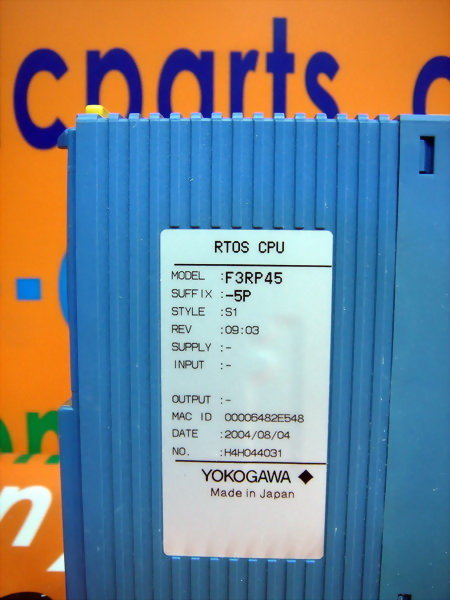 cparts.c
RTOS CPU
MODEL :F3RP45
SUFFIX :-5P
STYLE :S1
REV :09:03
SUPPLY :-
INPUT :-
OUTPUT :-
MAC ID 00006482E548
DATE :2004/08/04
NO. :H4H044031
YOKOGAWA
Made in Japan